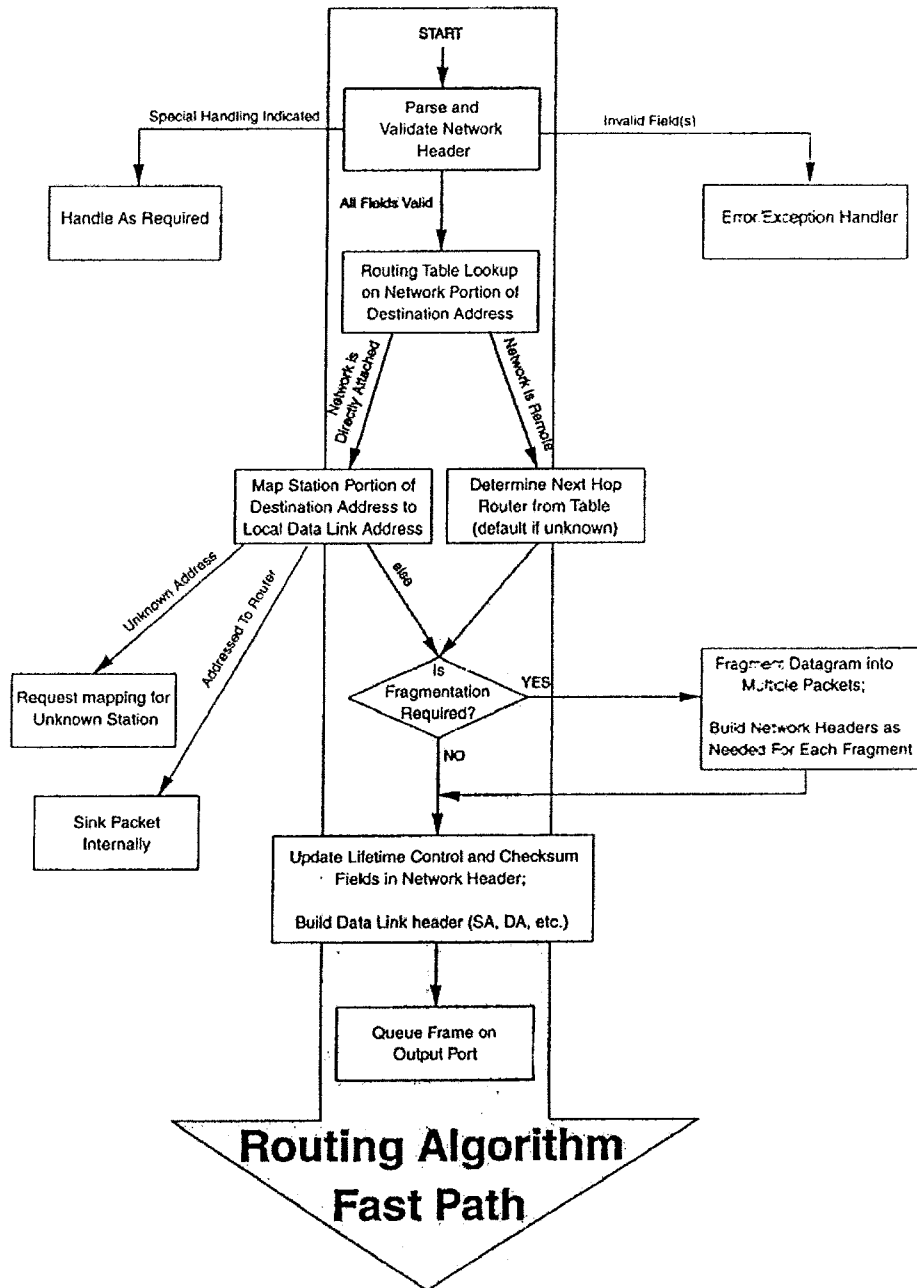 START
Special Handling Indicated
Parse and
Validate Network
Header
Invalid Field(s)
Handle As Required
All Fields Valid
Error/Exception Handler
Routing Table Lookup
on Network Portion of
Destination Address
Network is
Directly Attached
Network is Remote
Map Station Portion of
Destination Address to
Local Data Link Address
Determine Next Hop
Router from Table
(default if unknown)
Unknown Address
Addressed To Router
else
Request mapping for
Unknown Station
Is
Fragmentation
Required?
YES
Fragment Datagram into
Multiple Packets;
Build Network Headers as
Needed For Each Fragment
NO
Sink Packet
Internally
Update Lifetime Control and Checksum
Fields in Network Header;
Build Data Link header (SA, DA, etc.)
Queue Frame on
Output Port
Routing Algorithm
Fast Path